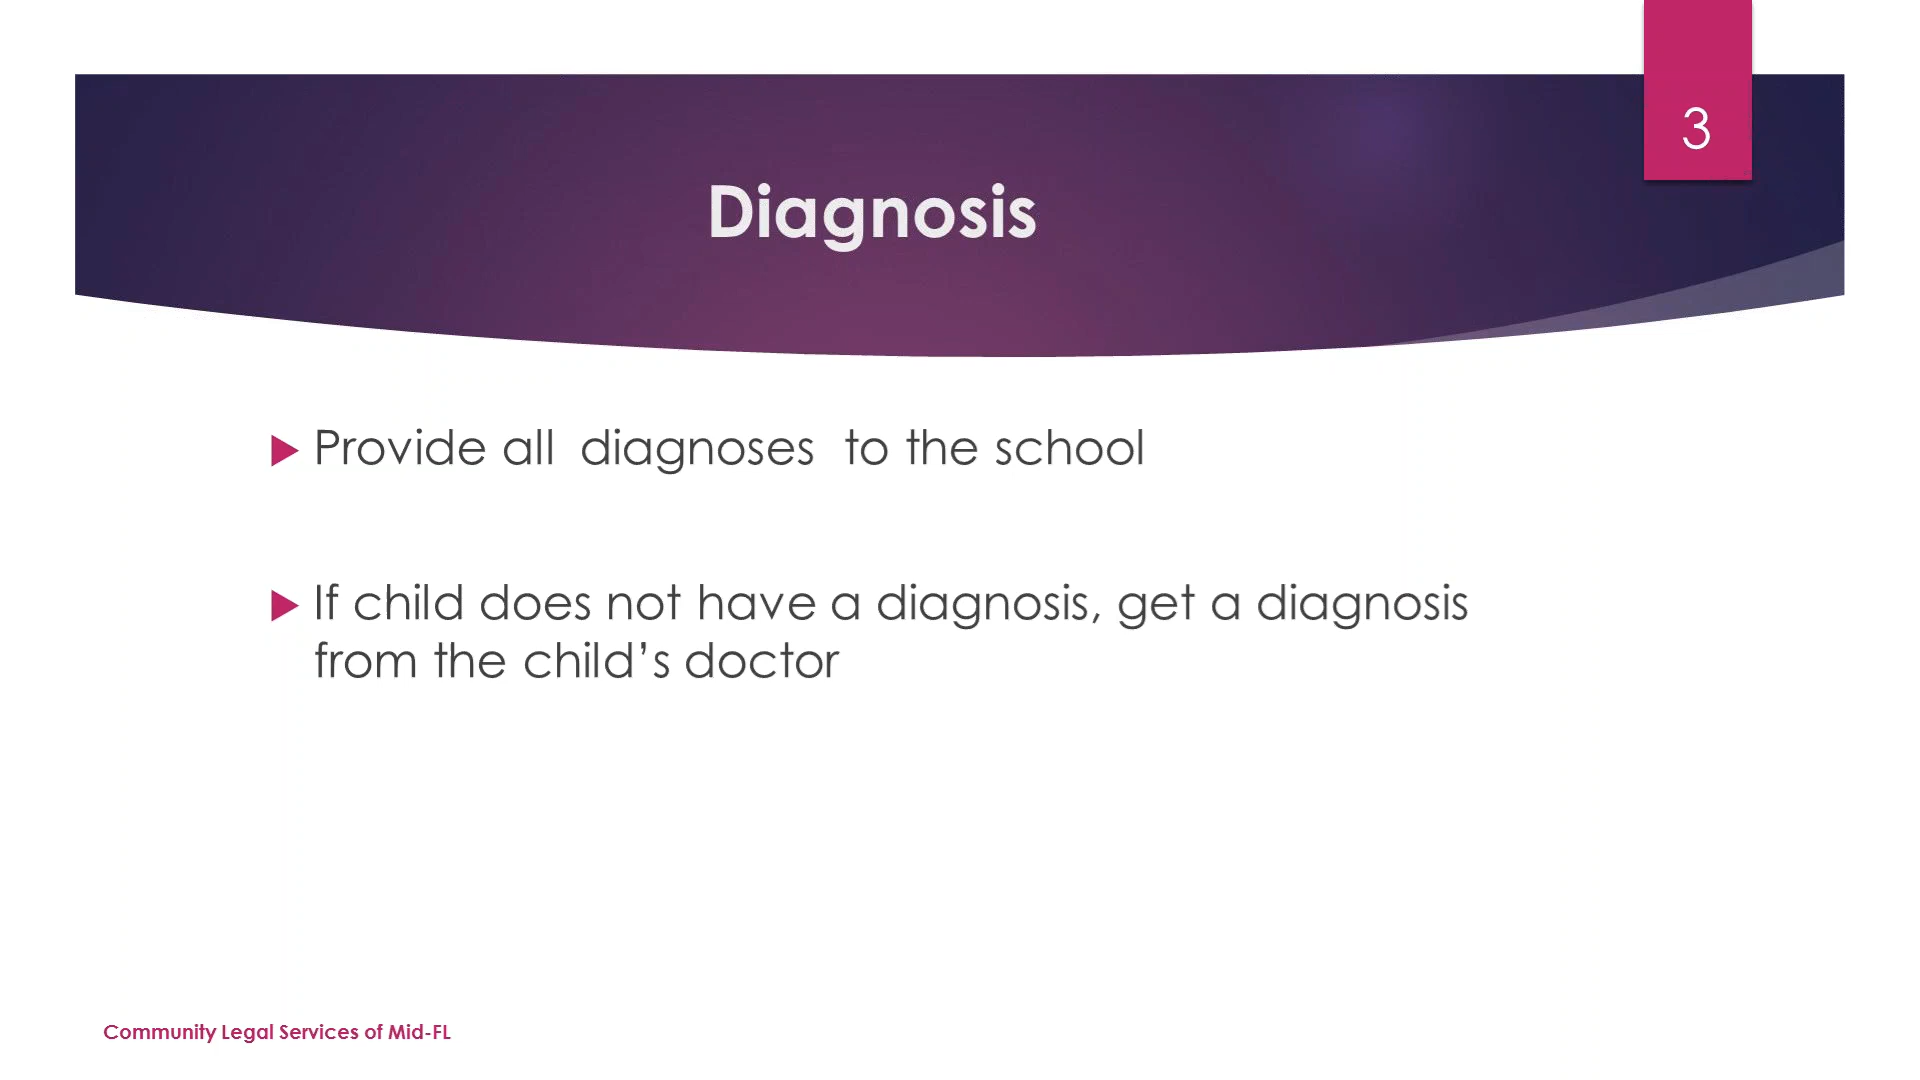 3
Diagnosis
Provide all diagnoses to the school
If child does not have a diagnosis, get a diagnosis
from the child’s doctor
Community Legal Services of Mid-FL